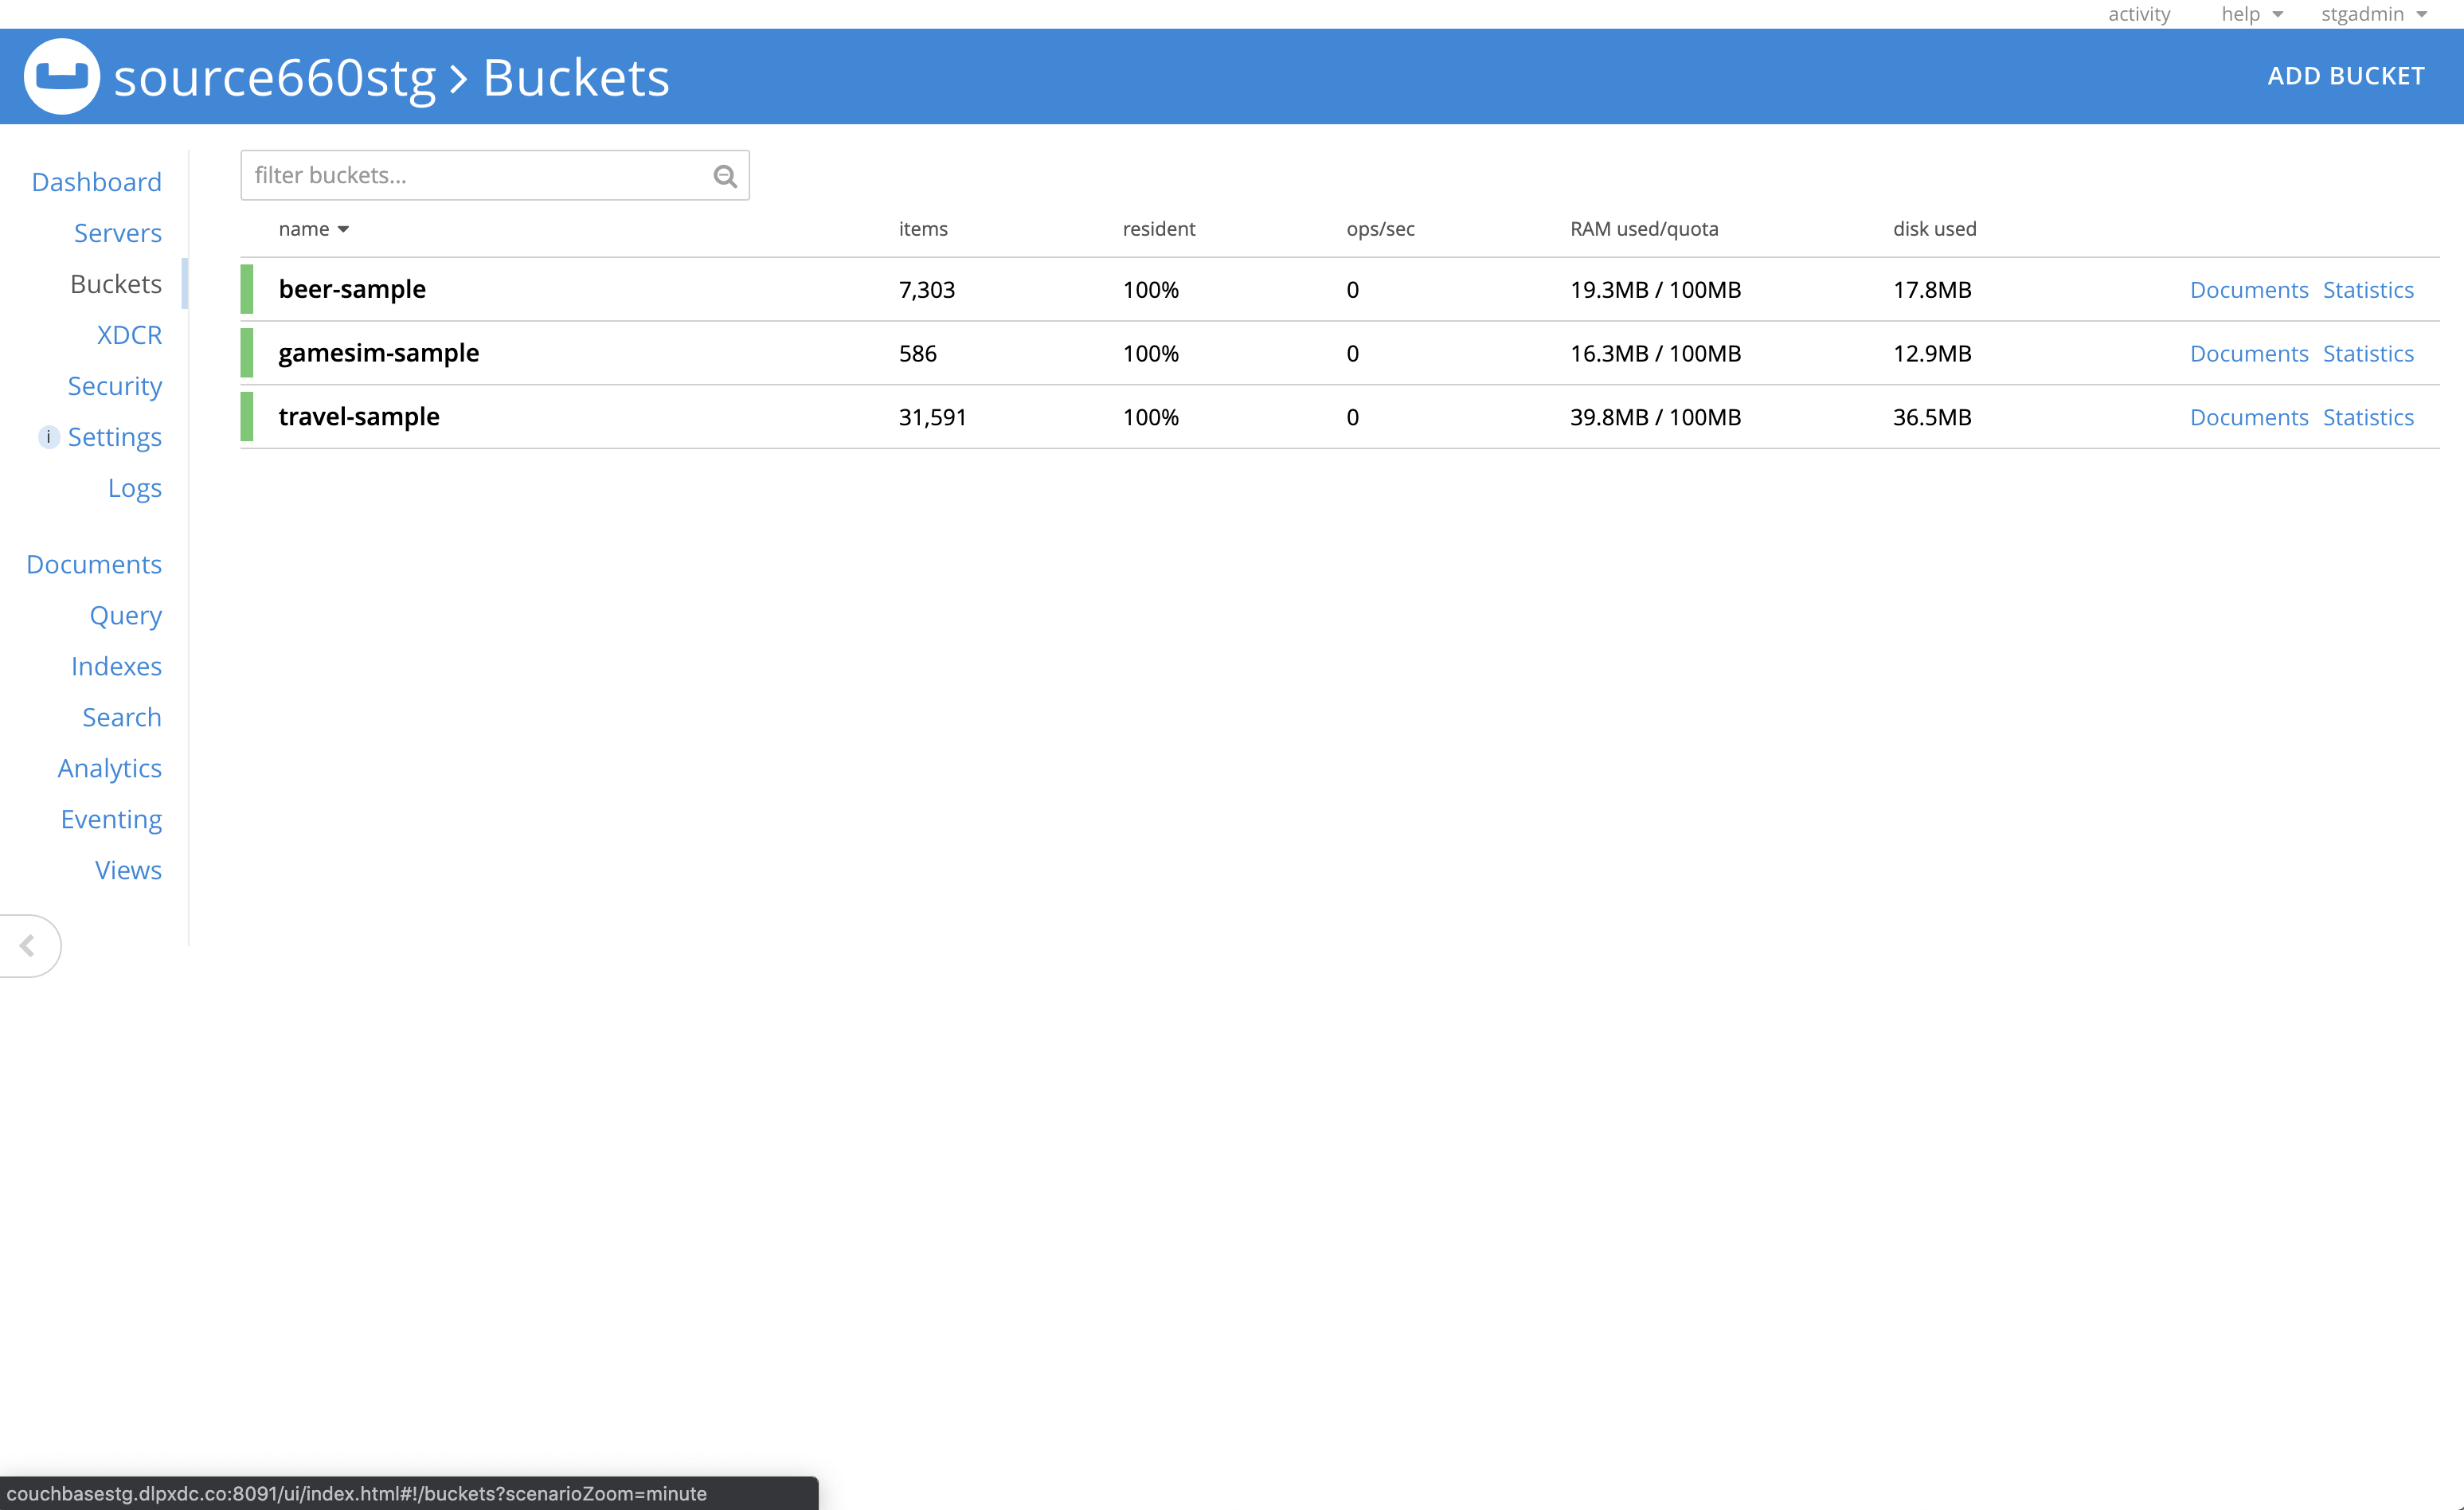 activity help stgadmin
source660stg > Buckets ADD BUCKET
Dashboard
Servers
Buckets
XDCR
Security
i Settings
Logs
Documents
Query
Indexes
Search
Analytics
Eventing
Views
filter buckets...
name items resident ops/sec RAM used/quota disk used
beer-sample 7,303 100% 0 19.3MB / 100MB 17.8MB Documents Statistics
gamesim-sample 586 100% 0 16.3MB / 100MB 12.9MB Documents Statistics
travel-sample 31,591 100% 0 39.8MB / 100MB 36.5MB Documents Statistics
couchbasestg.dlpxdc.co:8091/ui/index.html#!/buckets?scenarioZoom=minute